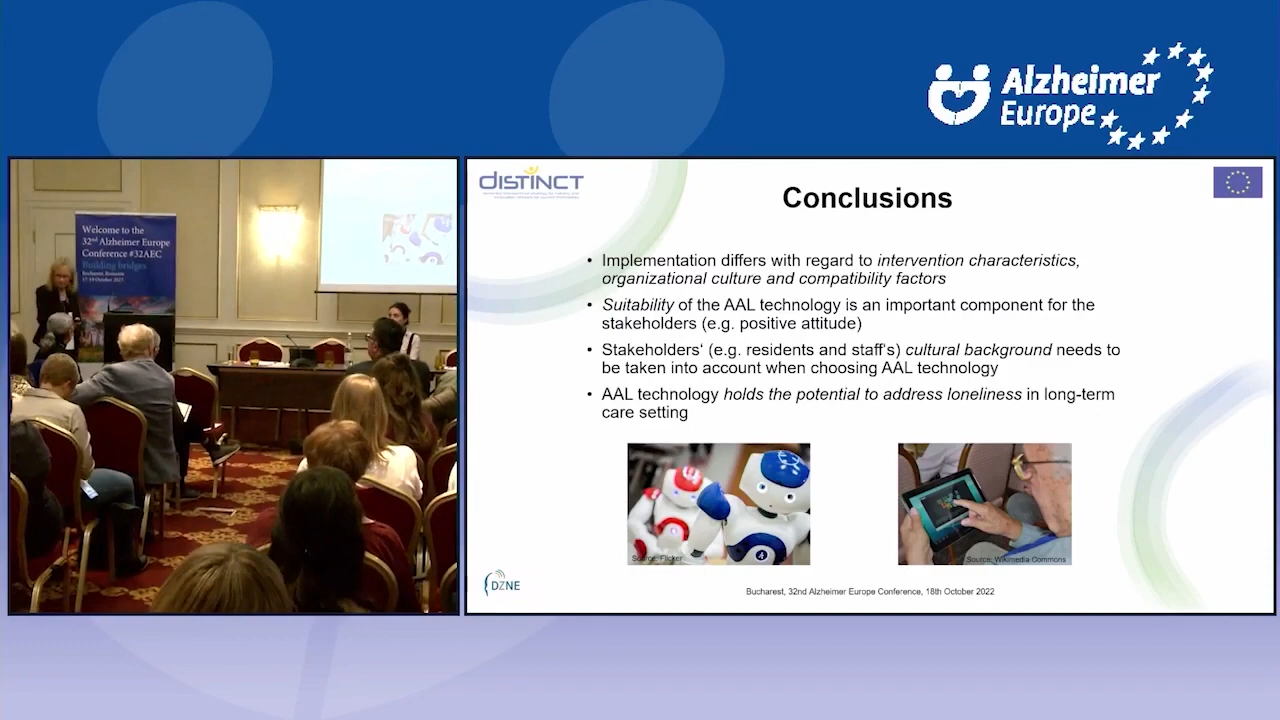 Alzheimer
Europe
Welcome to the
32nd Alzheimer Europe
Conference #32AEC
Building bridges
Bucharest, Romania
DISTINCT
Conclusions
• Implementation differs with regard to intervention characteristics,
organizational culture and compatibility factors
• Suitability of the AAL technology is an important component for the
stakeholders (e.g. positive attitude)
• Stakeholders‘ (e.g. residents and staff‘s) cultural background needs to
be taken into account when choosing AAL technology
• AAL technology holds the potential to address loneliness in long-term
care setting
Source: Flicker
Source: Wikimedia Commons
DZNE
Bucharest, 32nd Alzheimer Europe Conference, 18th October 2022